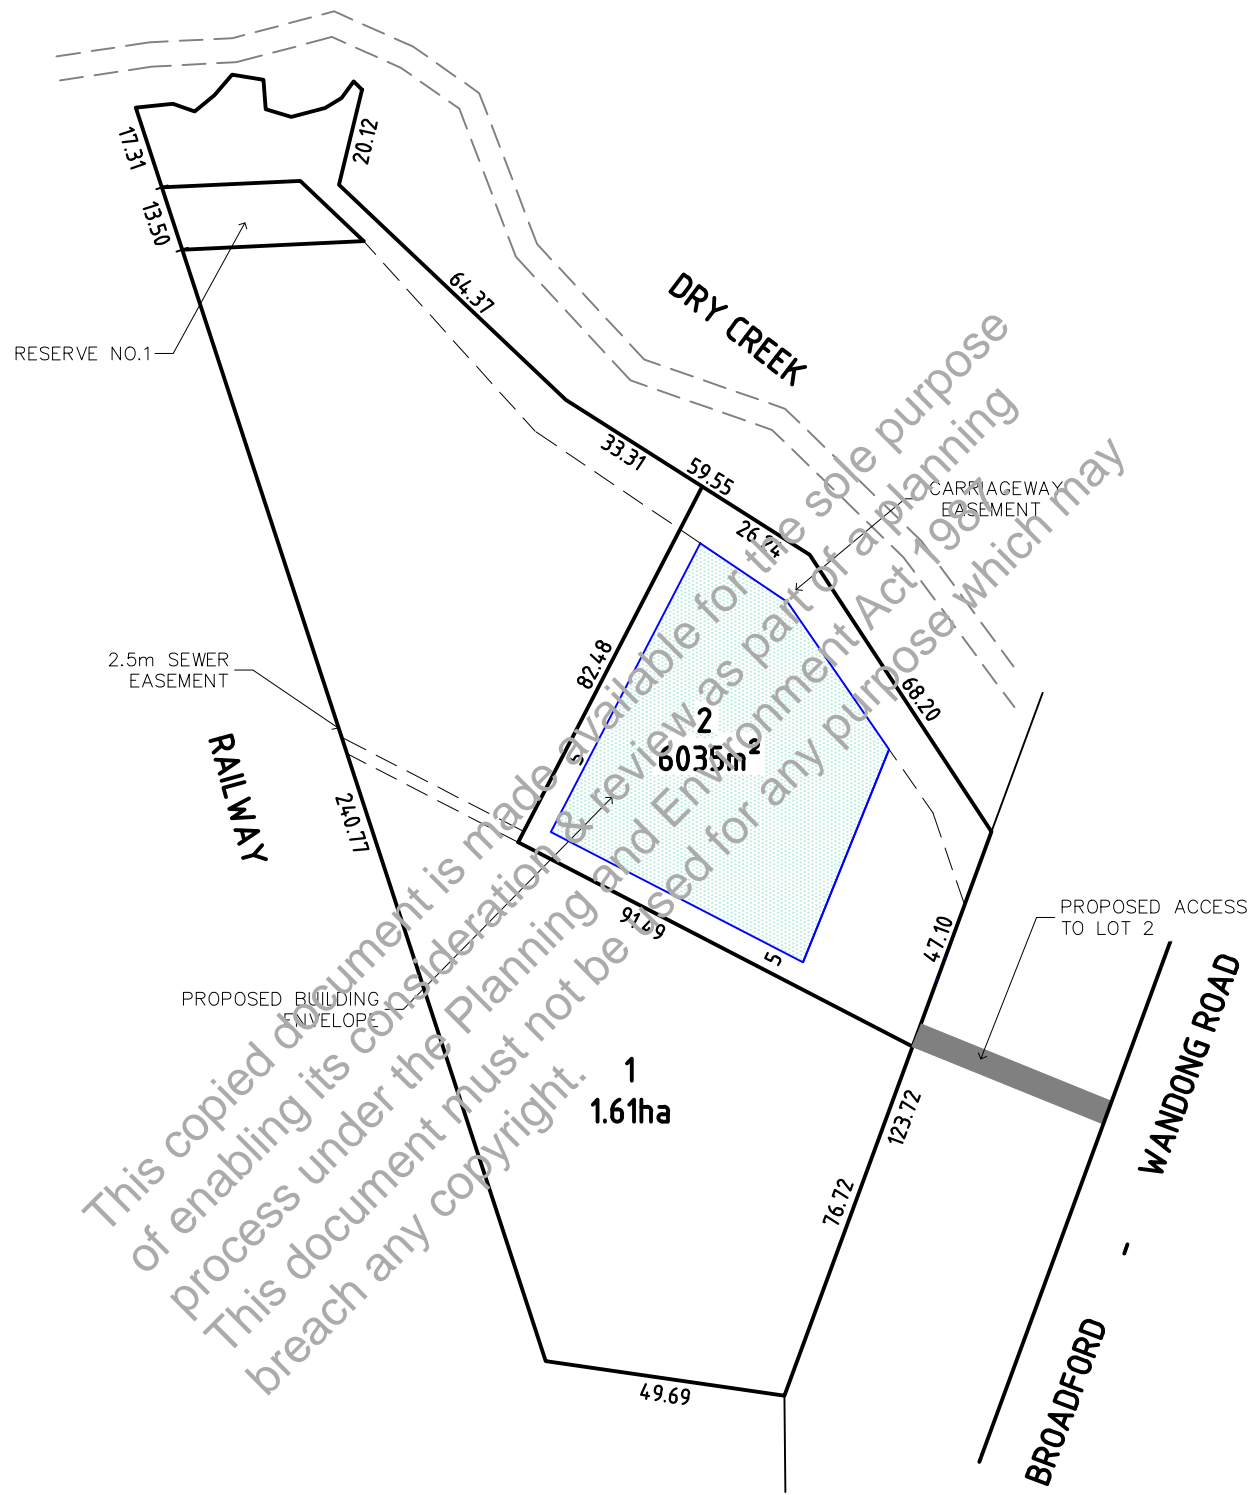 17.31
20.12
13.50
64.37
DRY CREEK
RESERVE NO.1
33.31
59.55
26.24
CARRIAGEWAY
EASEMENT
82.48
2.5m SEWER
EASEMENT
68.20
2
6035m²
5
RAILWAY
240.77
91.49
5
47.10
PROPOSED ACCESS
TO LOT 2
PROPOSED BUILDING
ENVELOPE
1
1.61ha
123.72
76.72
49.69
BROADFORD - WANDONG ROAD
This copied document is made available for the sole purpose
of enabling its consideration & review as part of a planning
process under the Planning and Environment Act 1987.
This document must not be used for any purpose which may
breach any copyright.